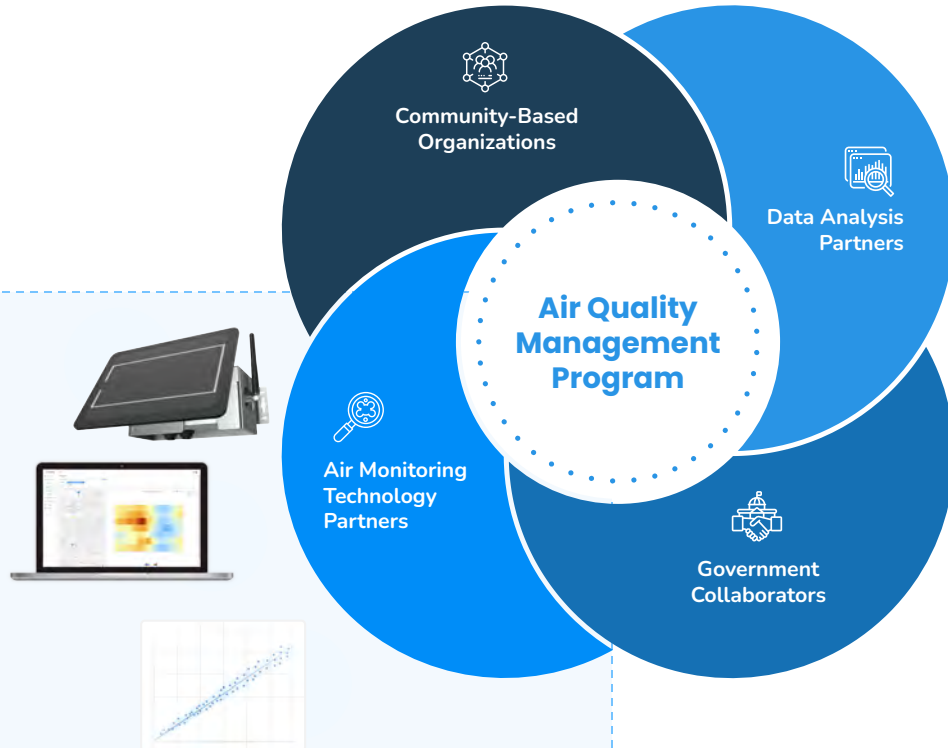 Community-Based
Organizations
Data Analysis
Partners
Air Quality
Management
Program
Air Monitoring
Technology
Partners
Government
Collaborators